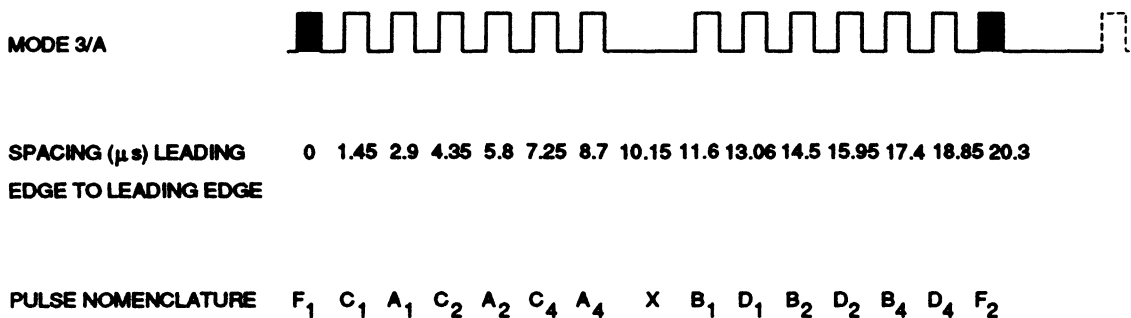 MODE 3/A
SPACING (μs) LEADING 0 1.45 2.9 4.35 5.8 7.25 8.7 10.15 11.6 13.06 14.5 15.95 17.4 18.85 20.3
EDGE TO LEADING EDGE
PULSE NOMENCLATURE F₁ C₁ A₁ C₂ A₂ C₄ A₄ X B₁ D₁ B₂ D₂ B₄ D₄ F₂